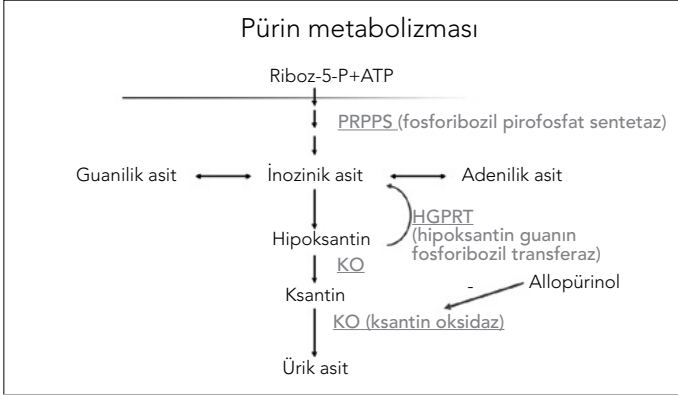 Pürin metabolizması
Riboz-5-P+ATP
PRPPS (fosforibozil pirofosfat sentetaz)
Guanilik asit
İnozinik asit
Adenilik asit
HGPRT
(hipoksantin guanın
fosforibozil transferaz)
Hipoksantin
KO
Ksantin
-
Allopürinol
KO (ksantin oksidaz)
Ürik asit